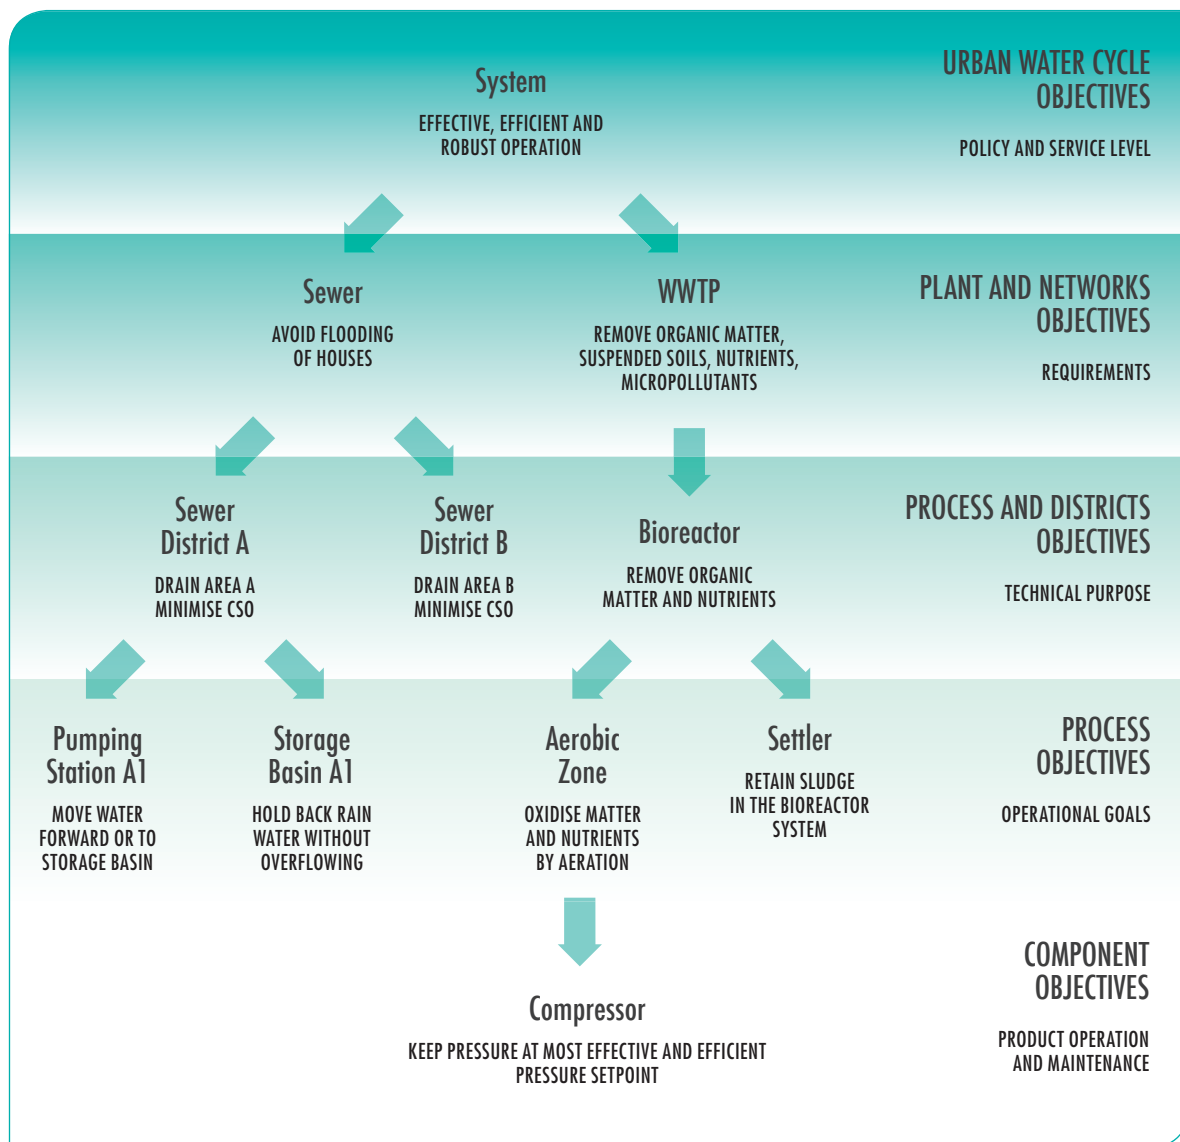 System
EFFECTIVE, EFFICIENT AND
ROBUST OPERATION
URBAN WATER CYCLE
OBJECTIVES
POLICY AND SERVICE LEVEL
Sewer
AVOID FLOODING
OF HOUSES
WWTP
REMOVE ORGANIC MATTER,
SUSPENDED SOILS, NUTRIENTS,
MICROPOLLUTANTS
PLANT AND NETWORKS
OBJECTIVES
REQUIREMENTS
Sewer
District A
DRAIN AREA A
MINIMISE CSO
Sewer
District B
DRAIN AREA B
MINIMISE CSO
Bioreactor
REMOVE ORGANIC
MATTER AND NUTRIENTS
PROCESS AND DISTRICTS
OBJECTIVES
TECHNICAL PURPOSE
Pumping
Station A1
MOVE WATER
FORWARD OR TO
STORAGE BASIN
Storage
Basin A1
HOLD BACK RAIN
WATER WITHOUT
OVERFLOWING
Aerobic
Zone
OXIDISE MATTER
AND NUTRIENTS
BY AERATION
Settler
RETAIN SLUDGE
IN THE BIOREACTOR
SYSTEM
PROCESS
OBJECTIVES
OPERATIONAL GOALS
Compressor
KEEP PRESSURE AT MOST EFFECTIVE AND EFFICIENT
PRESSURE SETPOINT
COMPONENT
OBJECTIVES
PRODUCT OPERATION
AND MAINTENANCE